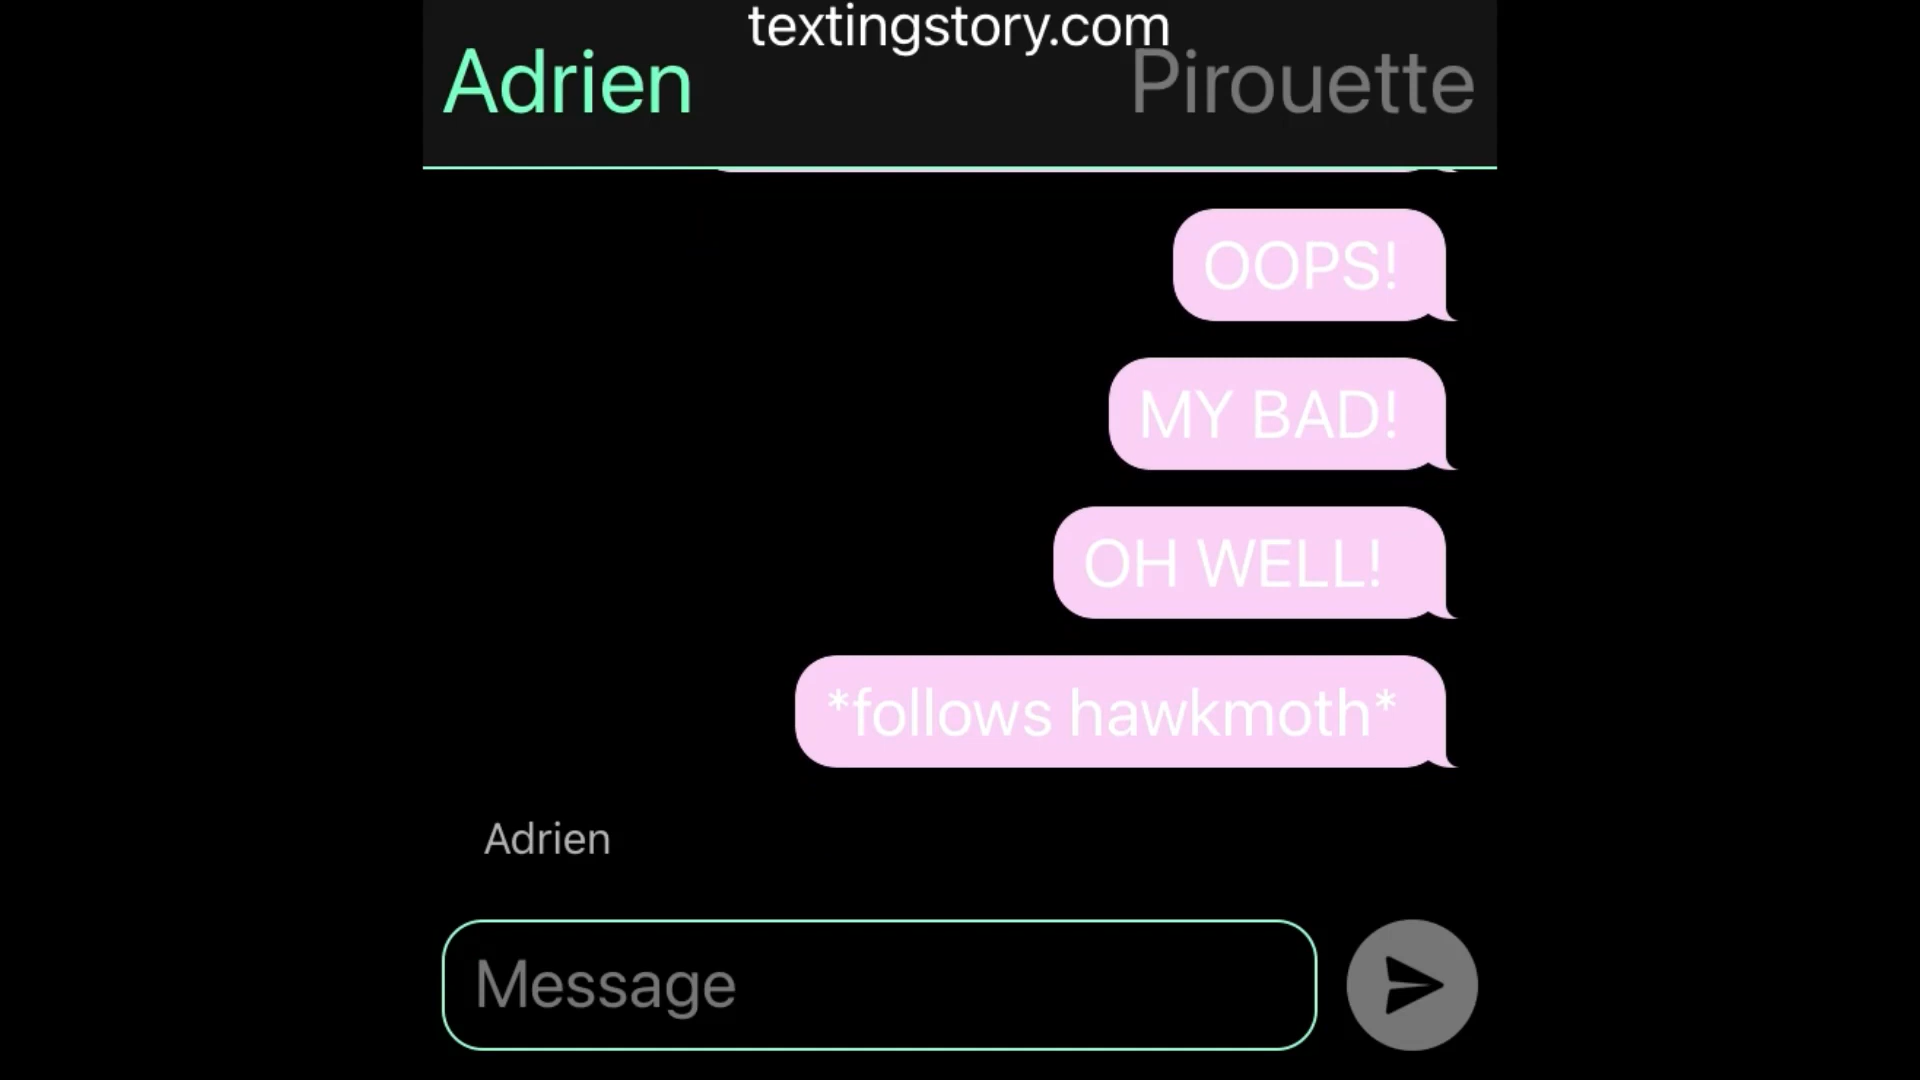 textingstory.com
Adrien
Pirouette
OOPS!
MY BAD!
OH WELL!
*follows hawkmoth*
Adrien
Message